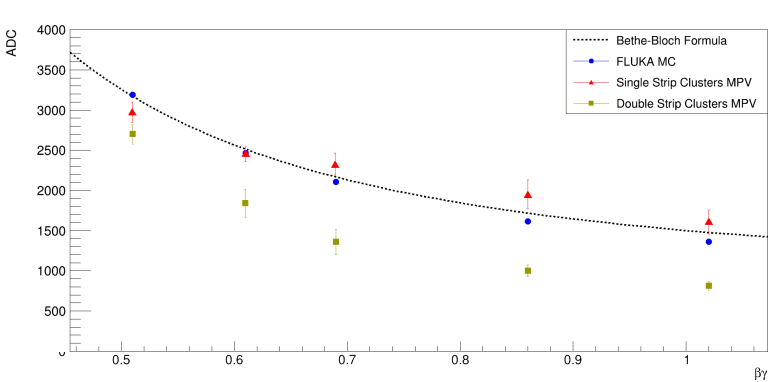 ADC
4000
Bethe-Bloch Formula
FLUKA MC
Single Strip Clusters MPV
Double Strip Clusters MPV
3500
3000
2500
2000
1500
1000
500
0
0.5 0.6 0.7 0.8 0.9 1
βγ